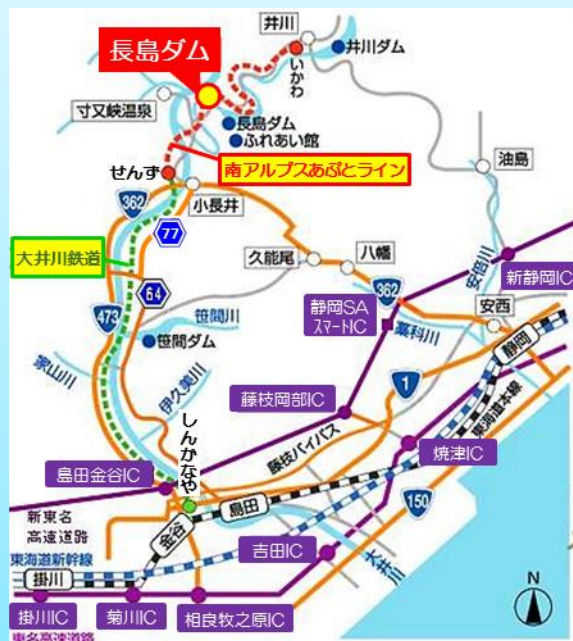 井川
長島ダム
井川ダム
いかわ
寸又峡温泉
長島ダム
ふれあい館
南アルプスあぷとライン
油島
せんず
362
小長井
77
大井川鉄道
久能尾
八幡
安倍川
新静岡IC
64
362
静岡SA
スマートIC
安西
473
笹間川
藁科川
静岡
笹間ダム
家山川
伊久美川
1
東海道本線
藤枝岡部IC
しんかなや
藤枝バイパス
焼津IC
島田金谷IC
150
島田
新東名
高速道路
金谷
大井川
東海道新幹線
吉田IC
掛川
N
掛川IC
菊川IC
相良牧之原IC
東名高速道路